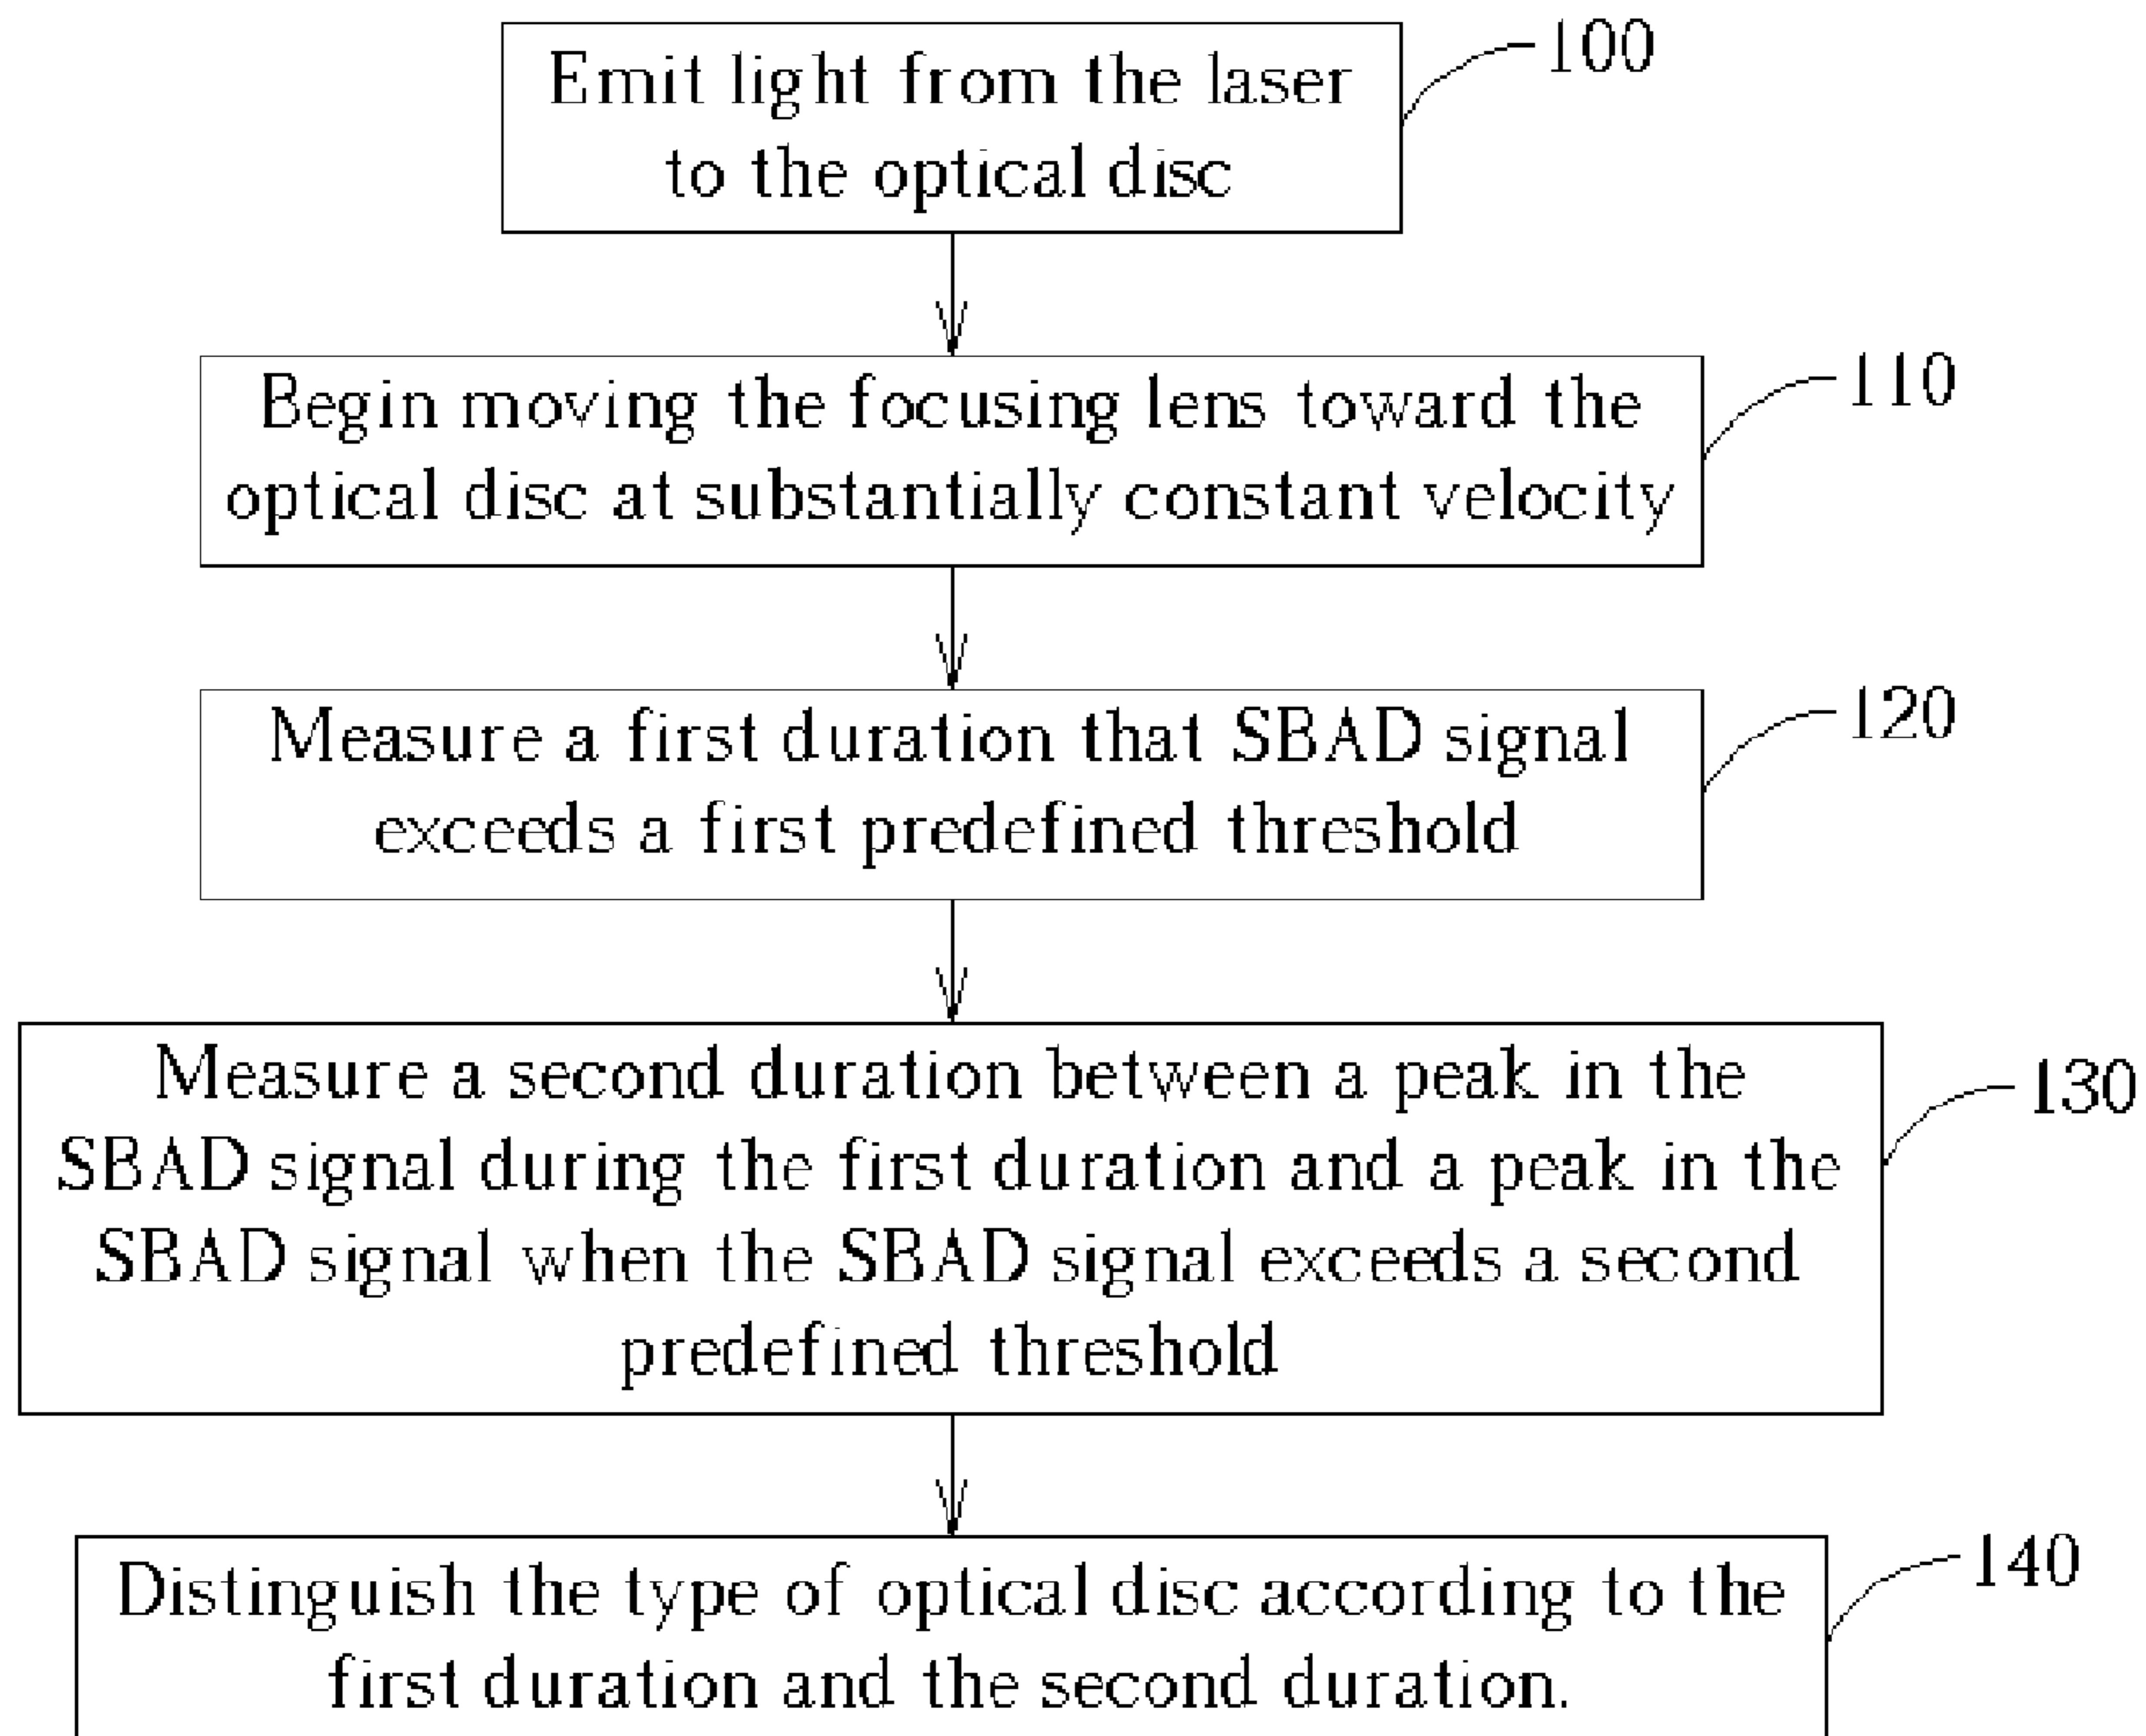 Emit light from the laser
to the optical disc
100
Begin moving the focusing lens toward the
optical disc at substantially constant velocity
110
Measure a first duration that SBAD signal
exceeds a first predefined threshold
120
Measure a second duration between a peak in the
SBAD signal during the first duration and a peak in the
SBAD signal when the SBAD signal exceeds a second
predefined threshold
130
Distinguish the type of optical disc according to the
first duration and the second duration.
140